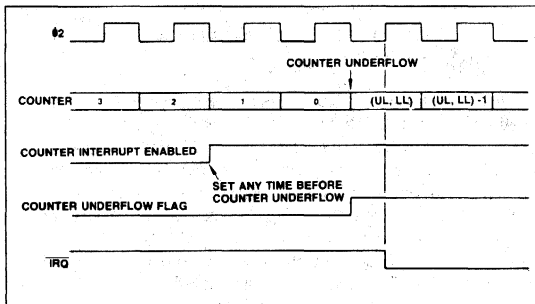 ϕ2
COUNTER UNDERFLOW
COUNTER 3 2 1 0 (UL, LL) (UL, LL) -1
COUNTER INTERRUPT ENABLED
SET ANY TIME BEFORE
COUNTER UNDERFLOW
COUNTER UNDERFLOW FLAG
IRQ